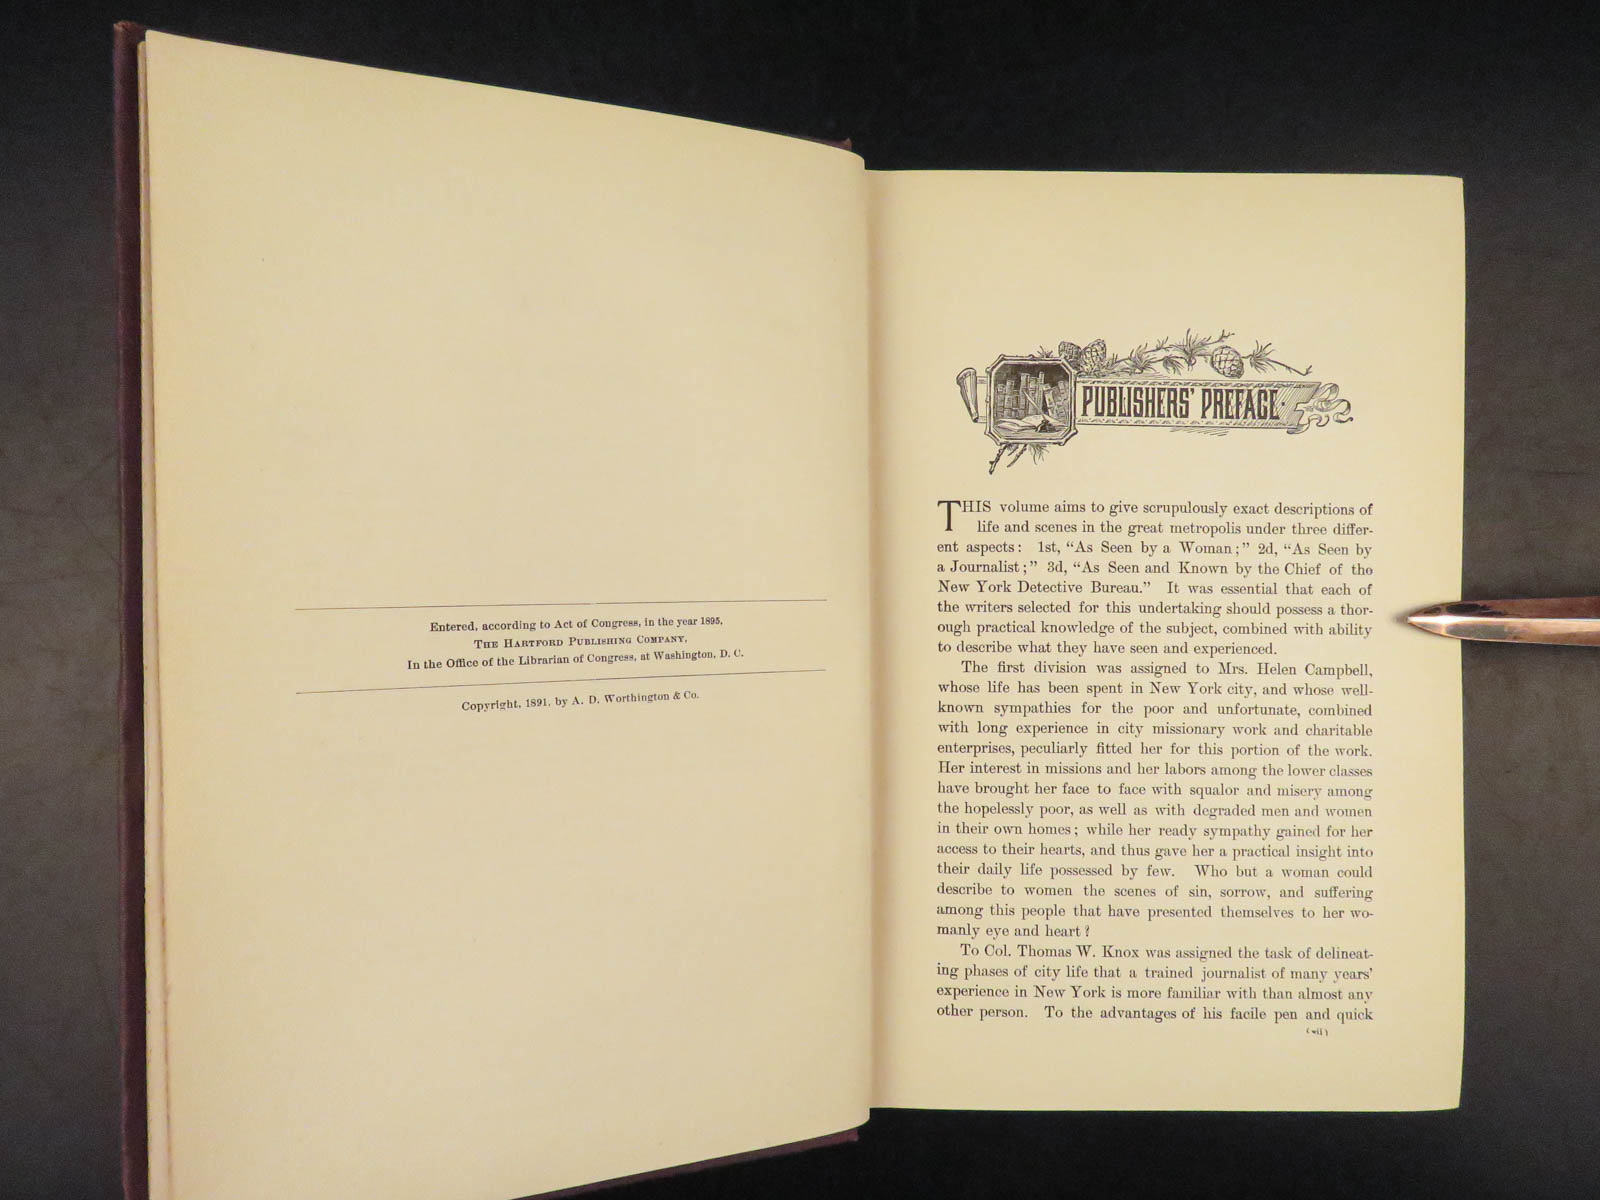 Entered, according to Act of Congress, in the year 1895,
THE HARTFORD PUBLISHING COMPANY,
In the Office of the Librarian of Congress, at Washington, D. C.
Copyright, 1891, by A. D. Worthington & Co.
PUBLISHERS' PREFACE.
THIS volume aims to give scrupulously exact descriptions of
life and scenes in the great metropolis under three differ-
ent aspects: 1st, "As Seen by a Woman;" 2d, "As Seen by
a Journalist;" 3d, "As Seen and Known by the Chief of the
New York Detective Bureau." It was essential that each of
the writers selected for this undertaking should possess a thor-
ough practical knowledge of the subject, combined with ability
to describe what they have seen and experienced.
The first division was assigned to Mrs. Helen Campbell,
whose life has been spent in New York city, and whose well-
known sympathies for the poor and unfortunate, combined
with long experience in city missionary work and charitable
enterprises, peculiarly fitted her for this portion of the work.
Her interest in missions and her labors among the lower classes
have brought her face to face with squalor and misery among
the hopelessly poor, as well as with degraded men and women
in their own homes; while her ready sympathy gained for her
access to their hearts, and thus gave her a practical insight into
their daily life possessed by few. Who but a woman could
describe to women the scenes of sin, sorrow, and suffering
among this people that have presented themselves to her wo-
manly eye and heart?
To Col. Thomas W. Knox was assigned the task of delineat-
ing phases of city life that a trained journalist of many years'
experience in New York is more familiar with than almost any
other person. To the advantages of his facile pen and quick
(vii)